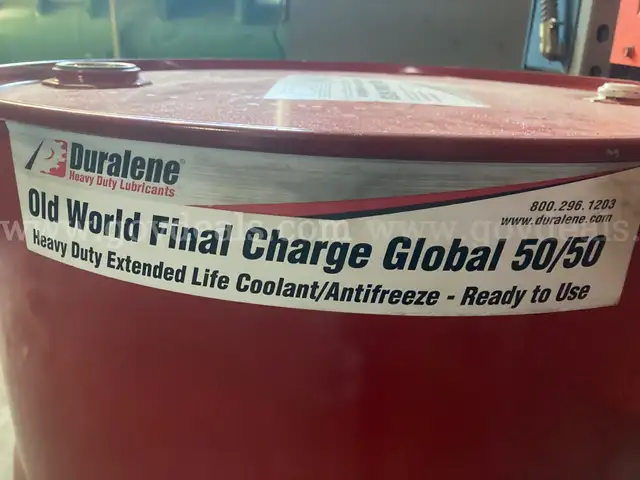 Duralene®
Heavy Duty Lubricants
800.296.1203
www.duralene.com
Old World Final Charge Global 50/50
Heavy Duty Extended Life Coolant/Antifreeze - Ready to Use